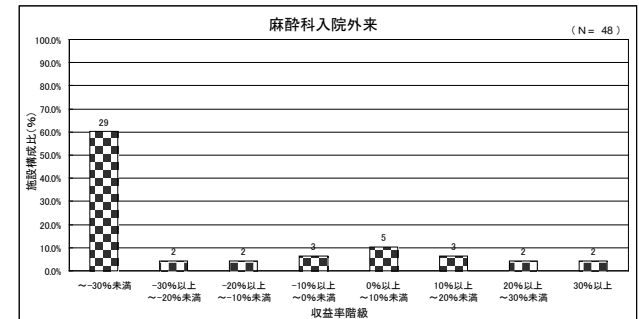 麻酔科入院外来
(N= 48)
施設構成比(%)
100.0%
90.0%
80.0%
70.0%
60.0%
50.0%
40.0%
30.0%
20.0%
10.0%
0.0%
29
2
2
3
5
3
2
2
～-30%未満
-30%以上
～-20%未満
-20%以上
～-10%未満
-10%以上
～0%未満
0%以上
～10%未満
10%以上
～20%未満
20%以上
～30%未満
30%以上
収益率階級